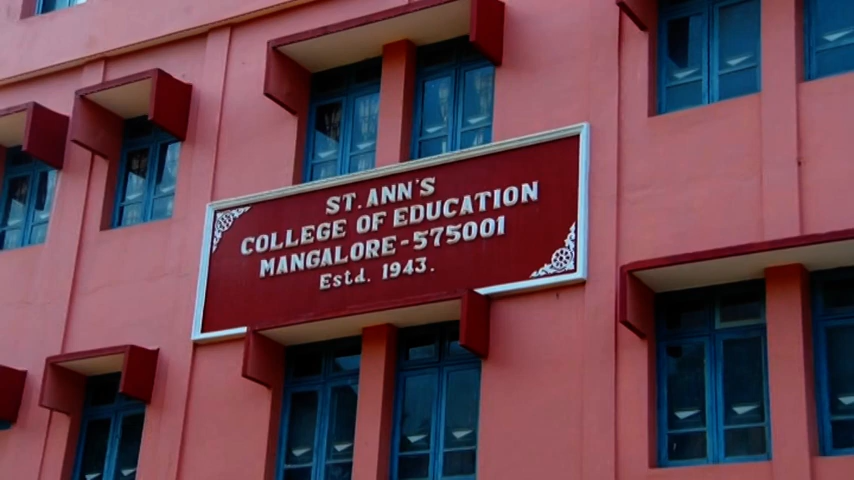 ST. ANN'S
COLLEGE OF EDUCATION
MANGALORE - 575001
Estd. 1943.